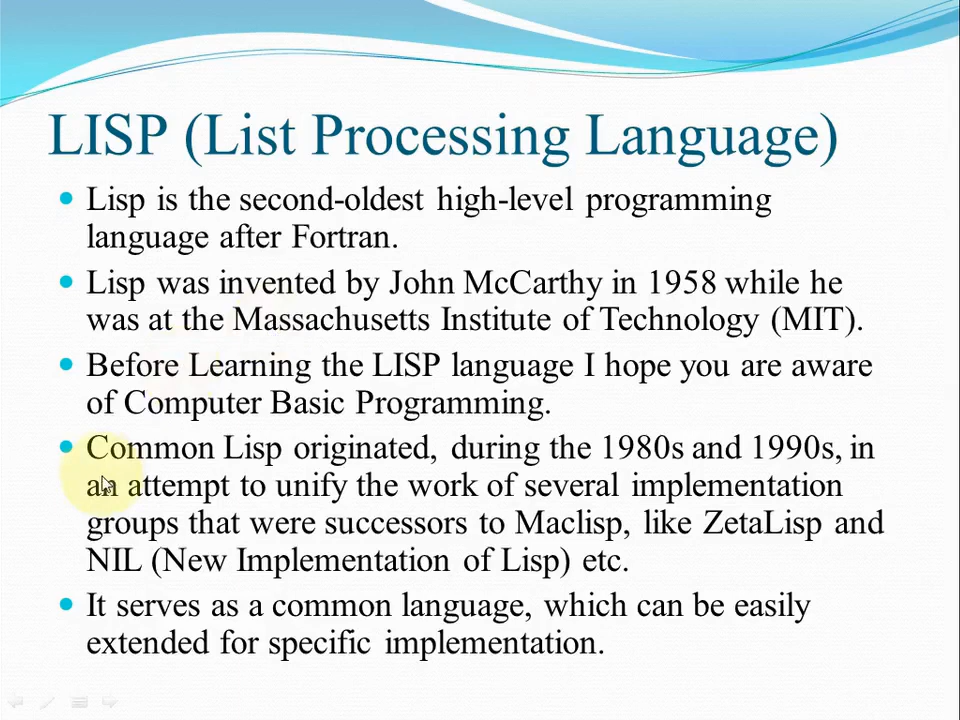 LISP (List Processing Language)
Lisp is the second-oldest high-level programming
language after Fortran.
Lisp was invented by John McCarthy in 1958 while he
was at the Massachusetts Institute of Technology (MIT).
Before Learning the LISP language I hope you are aware
of Computer Basic Programming.
Common Lisp originated, during the 1980s and 1990s, in
an attempt to unify the work of several implementation
groups that were successors to Maclisp, like ZetaLisp and
NIL (New Implementation of Lisp) etc.
It serves as a common language, which can be easily
extended for specific implementation.